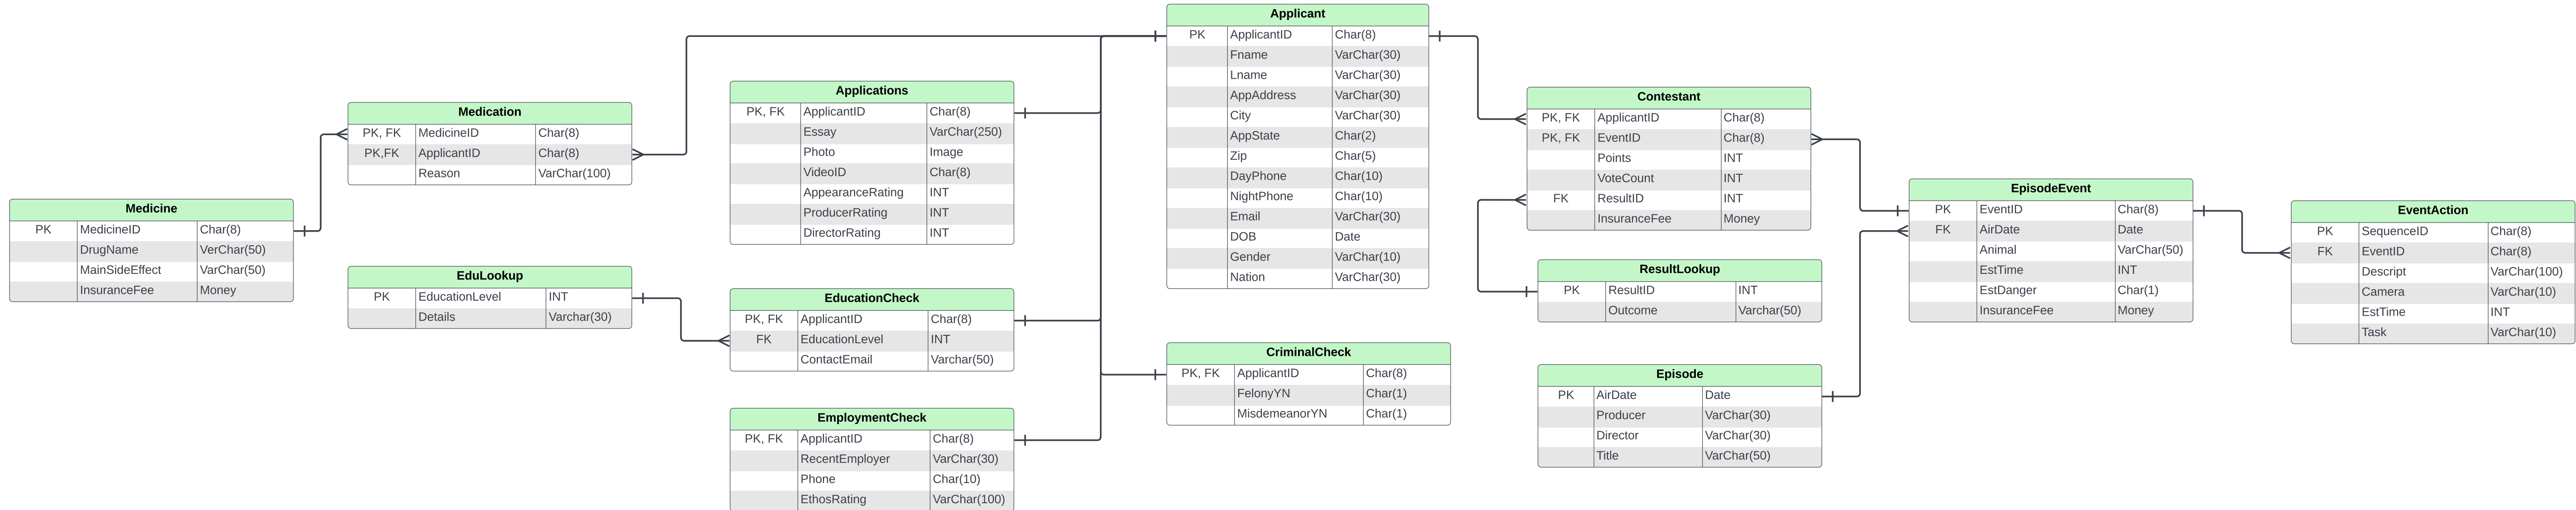 Medicine
PK MedicineID Char(8)
DrugName VerChar(50)
MainSideEffect VarChar(50)
InsuranceFee Money
Medication
PK, FK MedicineID Char(8)
PK,FK ApplicantID Char(8)
Reason VarChar(100)
EduLookup
PK EducationLevel INT
Details Varchar(30)
Applications
PK, FK ApplicantID Char(8)
Essay VarChar(250)
Photo Image
VideoID Char(8)
AppearanceRating INT
ProducerRating INT
DirectorRating INT
EducationCheck
PK, FK ApplicantID Char(8)
FK EducationLevel INT
ContactEmail Varchar(50)
EmploymentCheck
PK, FK ApplicantID Char(8)
RecentEmployer VarChar(30)
Phone Char(10)
EthosRating VarChar(100)
Applicant
PK ApplicantID Char(8)
Fname VarChar(30)
Lname VarChar(30)
AppAddress VarChar(30)
City VarChar(30)
AppState Char(2)
Zip Char(5)
DayPhone Char(10)
NightPhone Char(10)
Email VarChar(30)
DOB Date
Gender VarChar(10)
Nation VarChar(30)
CriminalCheck
PK, FK ApplicantID Char(8)
FelonyYN Char(1)
MisdemeanorYN Char(1)
Contestant
PK, FK ApplicantID Char(8)
PK, FK EventID Char(8)
Points INT
VoteCount INT
FK ResultID INT
InsuranceFee Money
ResultLookup
PK ResultID INT
Outcome Varchar(50)
Episode
PK AirDate Date
Producer VarChar(30)
Director VarChar(30)
Title VarChar(50)
EpisodeEvent
PK EventID Char(8)
FK AirDate Date
Animal VarChar(50)
EstTime INT
EstDanger Char(1)
InsuranceFee Money
EventAction
PK SequenceID Char(8)
FK EventID Char(8)
Descript VarChar(100)
Camera VarChar(10)
EstTime INT
Task VarChar(10)